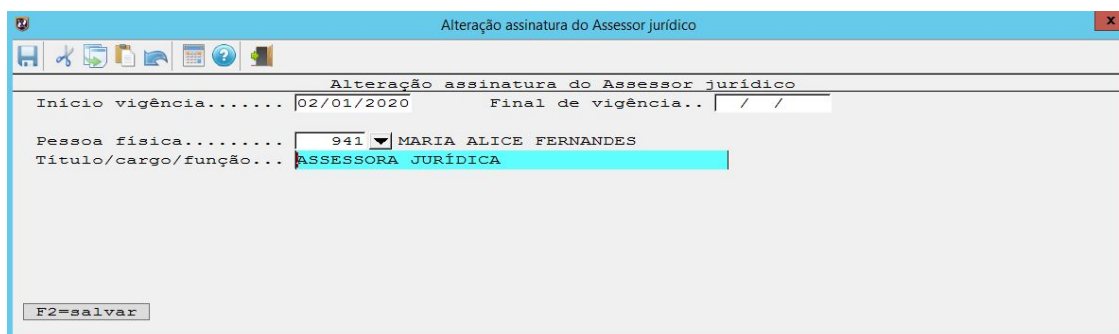 Alteração assinatura do Assessor jurídico
x
Alteração assinatura do Assessor jurídico
Início vigência....... 02/01/2020 Final de vigência.. / /
Pessoa física......... 941 MARIA ALICE FERNANDES
Título/cargo/função... ASSESSORA JURÍDICA
F2=salvar